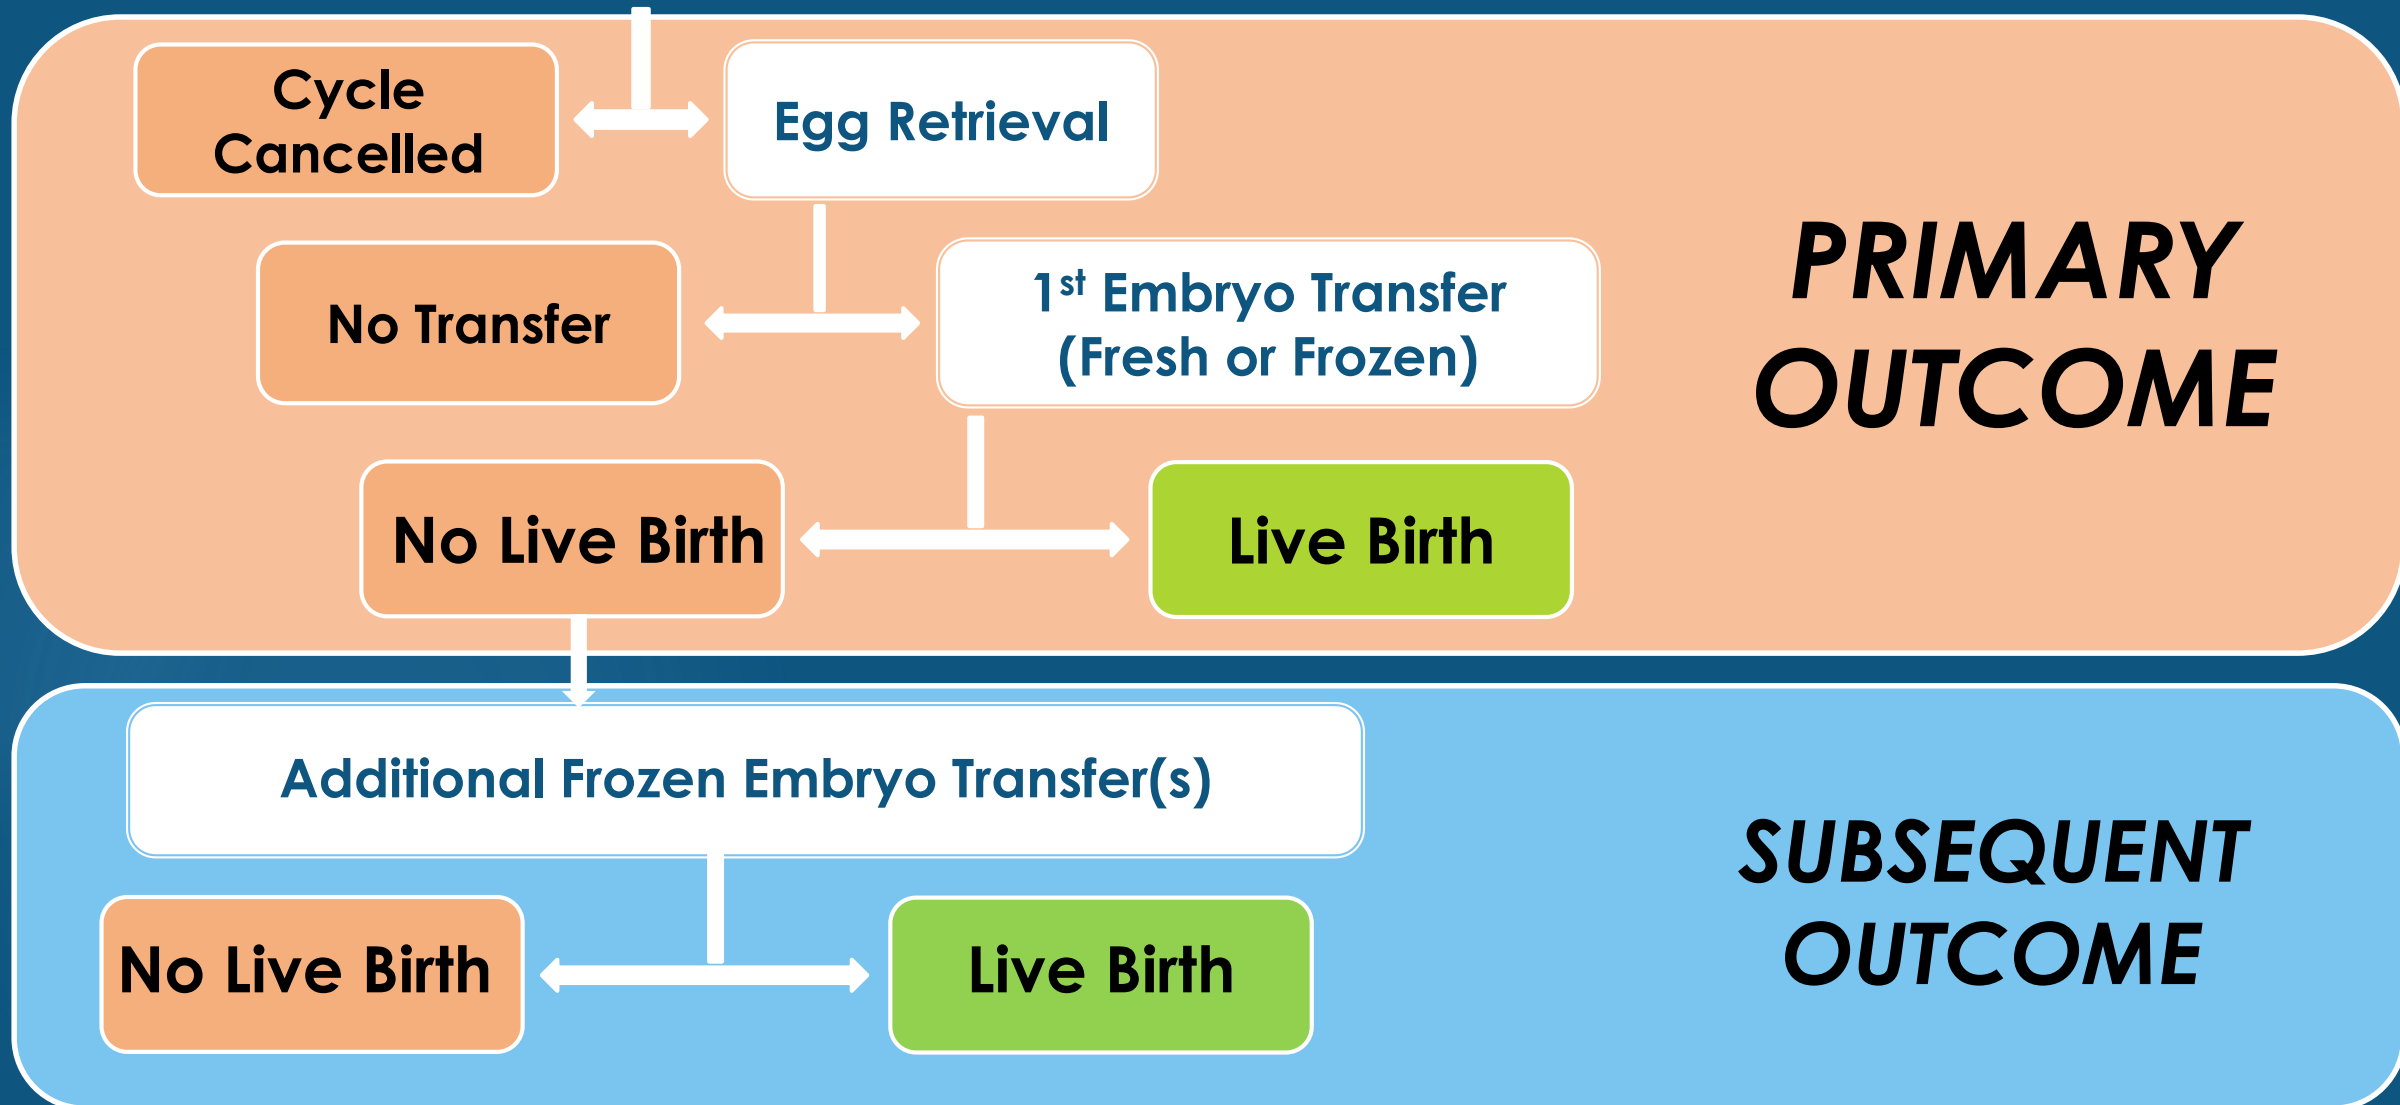 Cycle
Cancelled
Egg Retrieval
No Transfer
1st Embryo Transfer
(Fresh or Frozen)
No Live Birth
Live Birth
PRIMARY
OUTCOME
Additional Frozen Embryo Transfer(s)
No Live Birth
Live Birth
SUBSEQUENT
OUTCOME